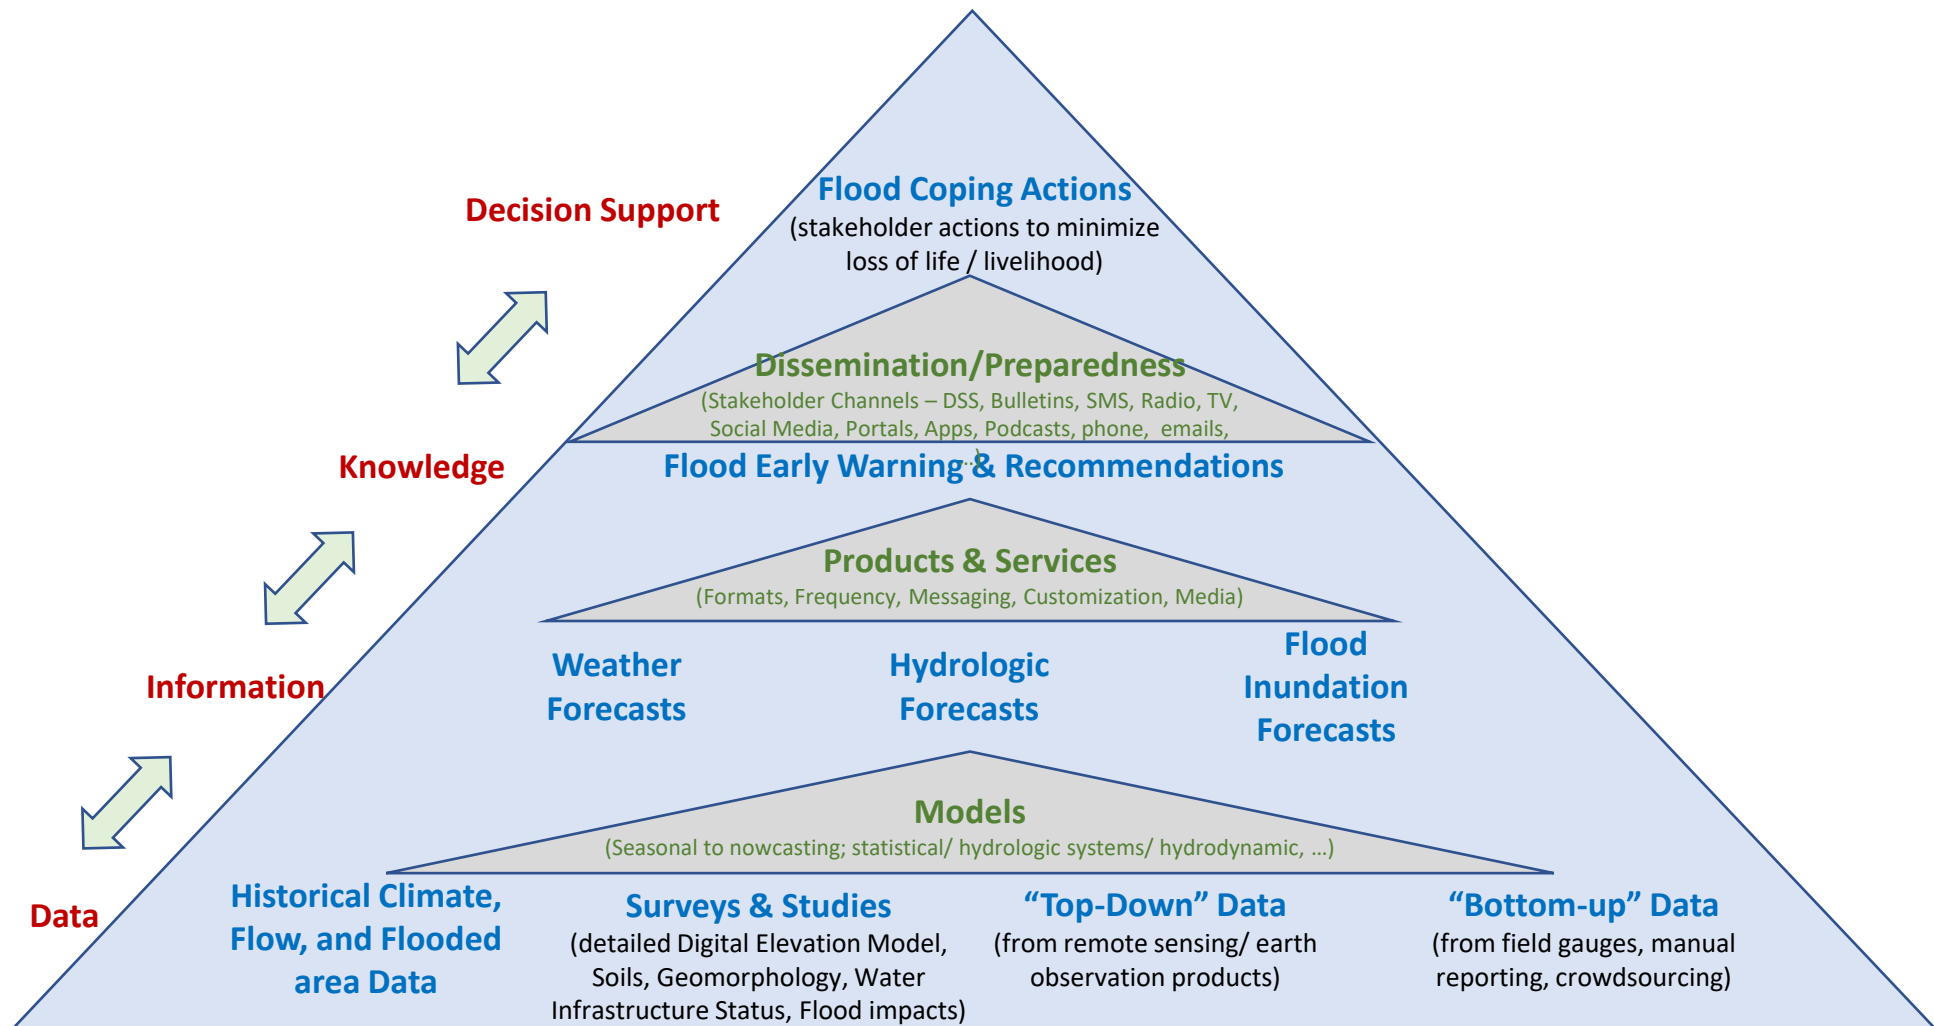 Flood Coping Actions
(stakeholder actions to minimize
loss of life / livelihood)
Decision Support
Dissemination/Preparedness
(Stakeholder Channels – DSS, Bulletins, SMS, Radio, TV,
Social Media, Portals, Apps, Podcasts, phone, emails,
...)
Knowledge
Flood Early Warning & Recommendations
Products & Services
(Formats, Frequency, Messaging, Customization, Media)
Information
Weather
Forecasts
Hydrologic
Forecasts
Flood
Inundation
Forecasts
Models
(Seasonal to nowcasting; statistical/ hydrologic systems/ hydrodynamic, ...)
Data
Historical Climate,
Flow, and Flooded
area Data
Surveys & Studies
(detailed Digital Elevation Model,
Soils, Geomorphology, Water
Infrastructure Status, Flood impacts)
“Top-Down” Data
(from remote sensing/ earth
observation products)
“Bottom-up” Data
(from field gauges, manual
reporting, crowdsourcing)